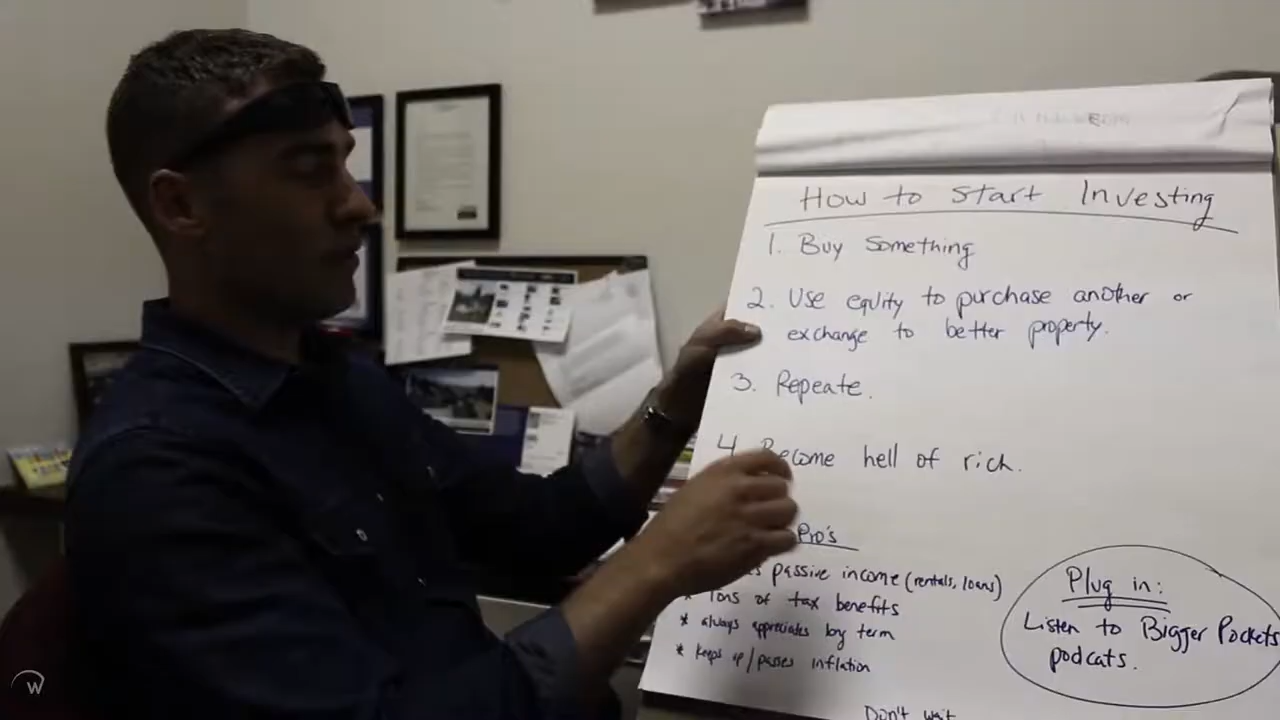 How to Start Investing
1. Buy something
2. Use equity to purchase another or
exchange to better property.
3. Repeate.
4. Become hell of rich.
Pro's
passive income (rentals, loans)
* Tons of tax benefits
* always appreciates long term
* keeps up/passes inflation
Plug in:
Listen to Bigger Pockets
podcats.
Don't wait
W